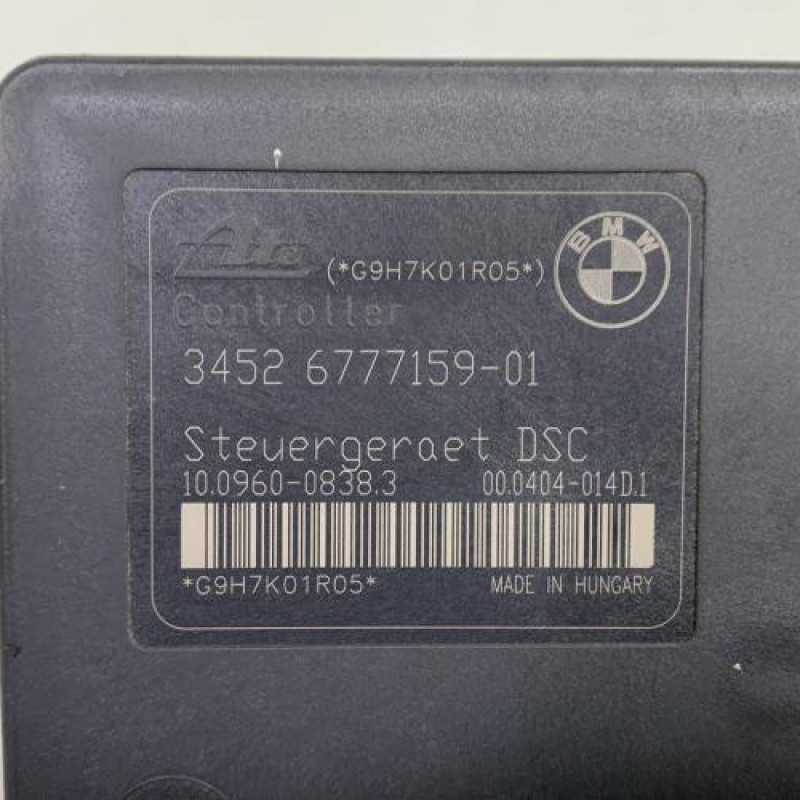 Ate
(*G9H7K01R05*)
BMW
Controller
3452 6777159-01
Steuergeraet DSC
10.0960-0838.3 00.0404-014D.1
*G9H7K01R05* MADE IN HUNGARY